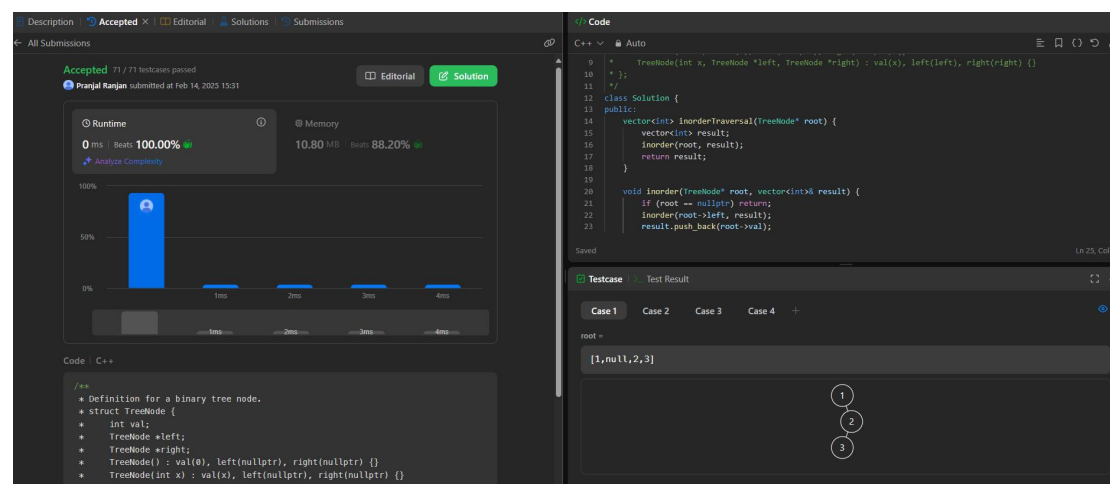 Description Accepted Editorial Solutions Submissions
All Submissions
Accepted 71 / 71 testcases passed
Pranjal Ranjan submitted at Feb 14, 2025 15:31
Editorial Solution
Runtime
0 ms Beats 100.00%
Analyze Complexity
Memory
10.80 MB Beats 88.20%
100%
50%
0%
1ms 2ms 3ms 4ms
1ms 2ms 3ms 4ms
Code C++
/**
* Definition for a binary tree node.
* struct TreeNode {
* int val;
* TreeNode *left;
* TreeNode *right;
* TreeNode() : val(0), left(nullptr), right(nullptr) {}
* TreeNode(int x) : val(x), left(nullptr), right(nullptr) {}
</> Code
C++ Auto
9 * TreeNode(int x, TreeNode *left, TreeNode *right) : val(x), left(left), right(right) {}
10 * };
11 */
12 class Solution {
13 public:
14 vector<int> inorderTraversal(TreeNode* root) {
15 vector<int> result;
16 inorder(root, result);
17 return result;
18 }
19
20 void inorder(TreeNode* root, vector<int>& result) {
21 if (root == nullptr) return;
22 inorder(root->left, result);
23 result.push_back(root->val);
Saved Ln 25, Col
Testcase >_ Test Result
Case 1 Case 2 Case 3 Case 4 +
root =
[1,null,2,3]
1
2
3